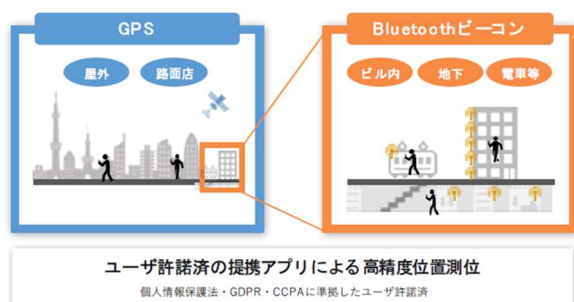 GPS
屋外
路面店
Bluetoothビーコン
ビル内
地下
電車等
ユーザ許諾済の提携アプリによる高精度位置測位
個人情報保護法・GDPR・CCPAに準拠したユーザ許諾済